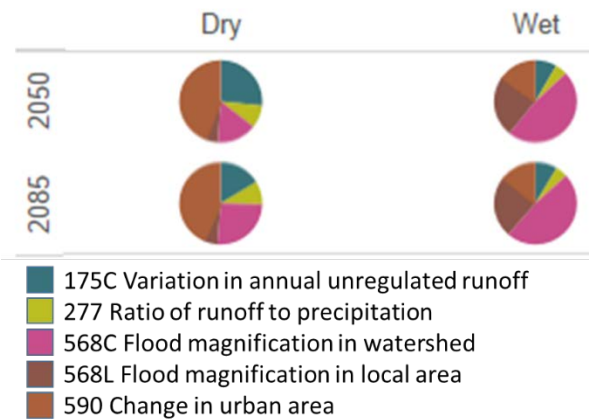 Dry Wet
2050
2085
175C Variation in annual unregulated runoff
277 Ratio of runoff to precipitation
568C Flood magnification in watershed
568L Flood magnification in local area
590 Change in urban area